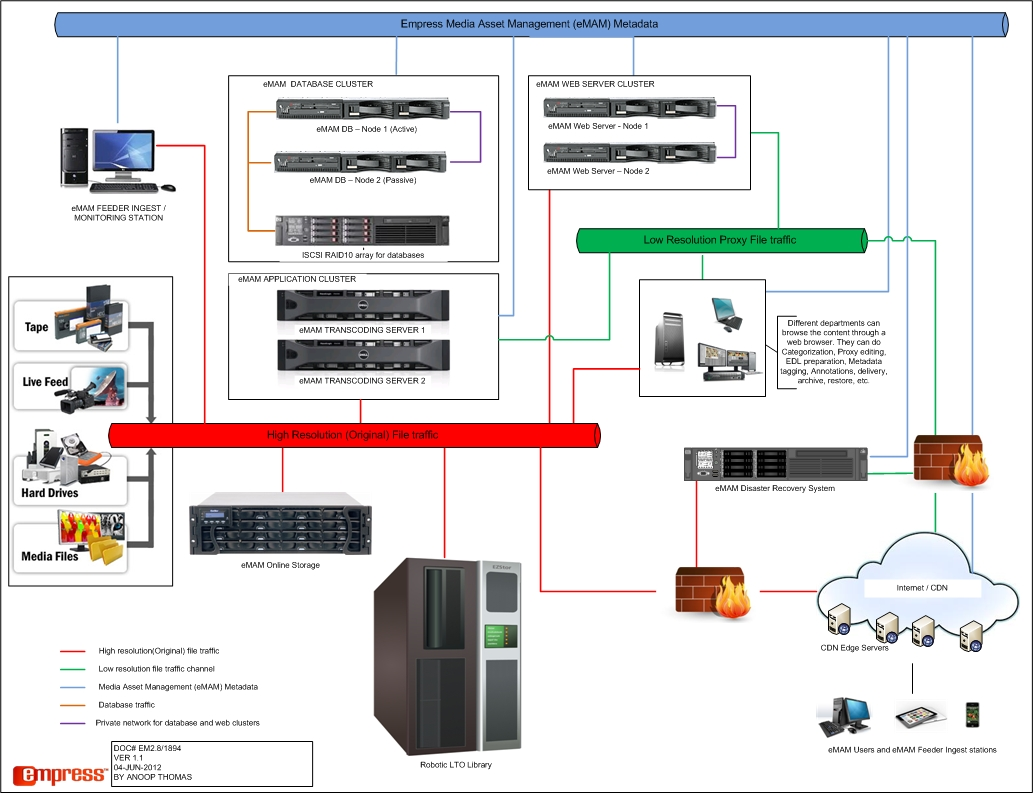 Empress Media Asset Management (eMAM) Metadata
eMAM  DATABASE CLUSTER
eMAM DB – Node 1 (Active)
eMAM DB – Node 2 (Passive)
ISCSI RAID10 array for databases
eMAM WEB SERVER CLUSTER
eMAM Web Server - Node 1
eMAM Web Server – Node 2
eMAM FEEDER INGEST /
MONITORING STATION
Low Resolution Proxy File traffic
eMAM APPLICATION CLUSTER
eMAM TRANSCODING SERVER 1
eMAM TRANSCODING SERVER 2
Different departments can
browse the content through a
web browser. They can do
Categorization, Proxy editing,
EDL preparation, Metadata
tagging, Annotations, delivery,
archive, restore, etc.
Tape
Live Feed
Hard Drives
Media Files
High Resolution (Original) File traffic
eMAM Online Storage
eMAM Disaster Recovery System
Robotic LTO Library
Internet / CDN
CDN Edge Servers
eMAM Users and eMAM Feeder Ingest stations
High resolution(Original) file traffic
Low resolution file traffic channel
Media Asset Management (eMAM) Metadata
Database traffic
Private network for database and web clusters
empress
DOC# EM2.8/1894
VER 1.1
04-JUN-2012
BY ANOOP THOMAS